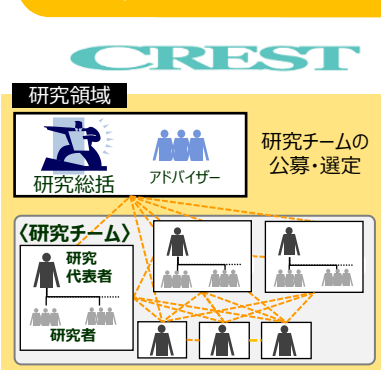 CREST
研究領域
研究総括
アドバイザー
研究チームの
公募・選定
〈研究チーム〉
研究
代表者
研究者